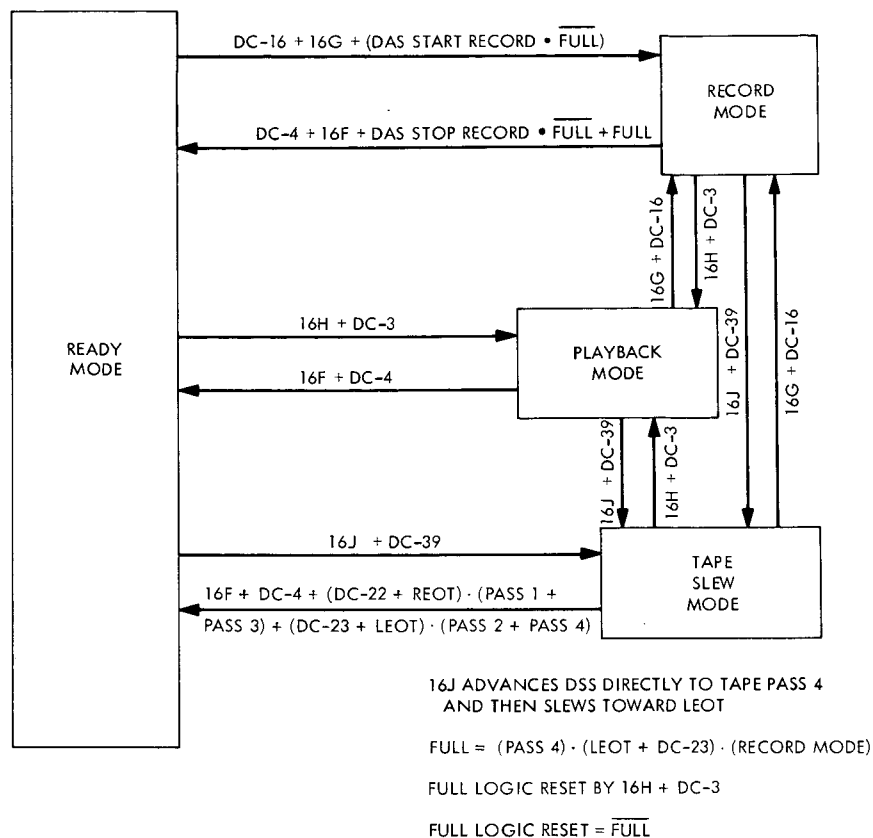 DC-16 + 16G + (DAS START RECORD • F̅U̅L̅L̅)
RECORD
MODE
DC-4 + 16F + DAS STOP RECORD • F̅U̅L̅L̅ + FULL
16G + DC-16
16H + DC-3
16J + DC-39
16G + DC-16
READY
MODE
16H + DC-3
PLAYBACK
MODE
16F + DC-4
16J + DC-39
16H + DC-3
16J + DC-39
TAPE
SLEW
MODE
16F + DC-4 + (DC-22 + REOT) · (PASS 1 +
PASS 3) + (DC-23 + LEOT) · (PASS 2 + PASS 4)
16J ADVANCES DSS DIRECTLY TO TAPE PASS 4
AND THEN SLEWS TOWARD LEOT
FULL = (PASS 4) · (LEOT + DC-23) · (RECORD MODE)
FULL LOGIC RESET BY 16H + DC-3
FULL LOGIC RESET = F̅U̅L̅L̅